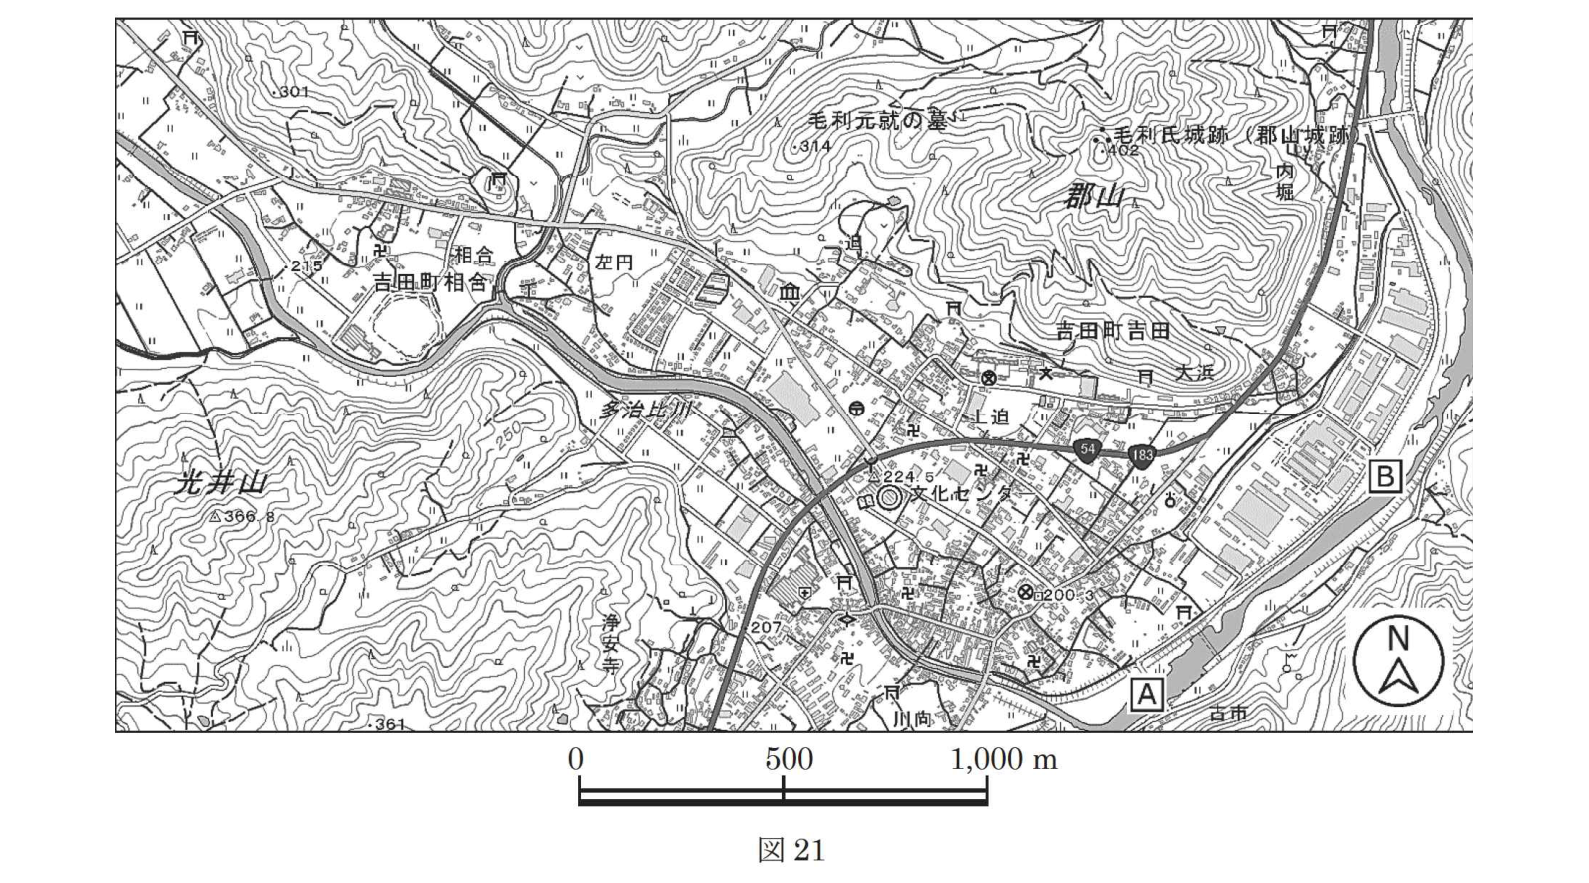 301
毛利元就の墓
314
毛利氏城跡（郡山城跡）
402
内堀
郡山
相合
215
吉田町相合
左円
迫
吉田町吉田
大浜
多治比川
250
光井山
366.8
54
183
224.5
文化センター
B
200.3
207
浄安寺
N
A
361
川向
古市
0 500 1,000 m
図 21